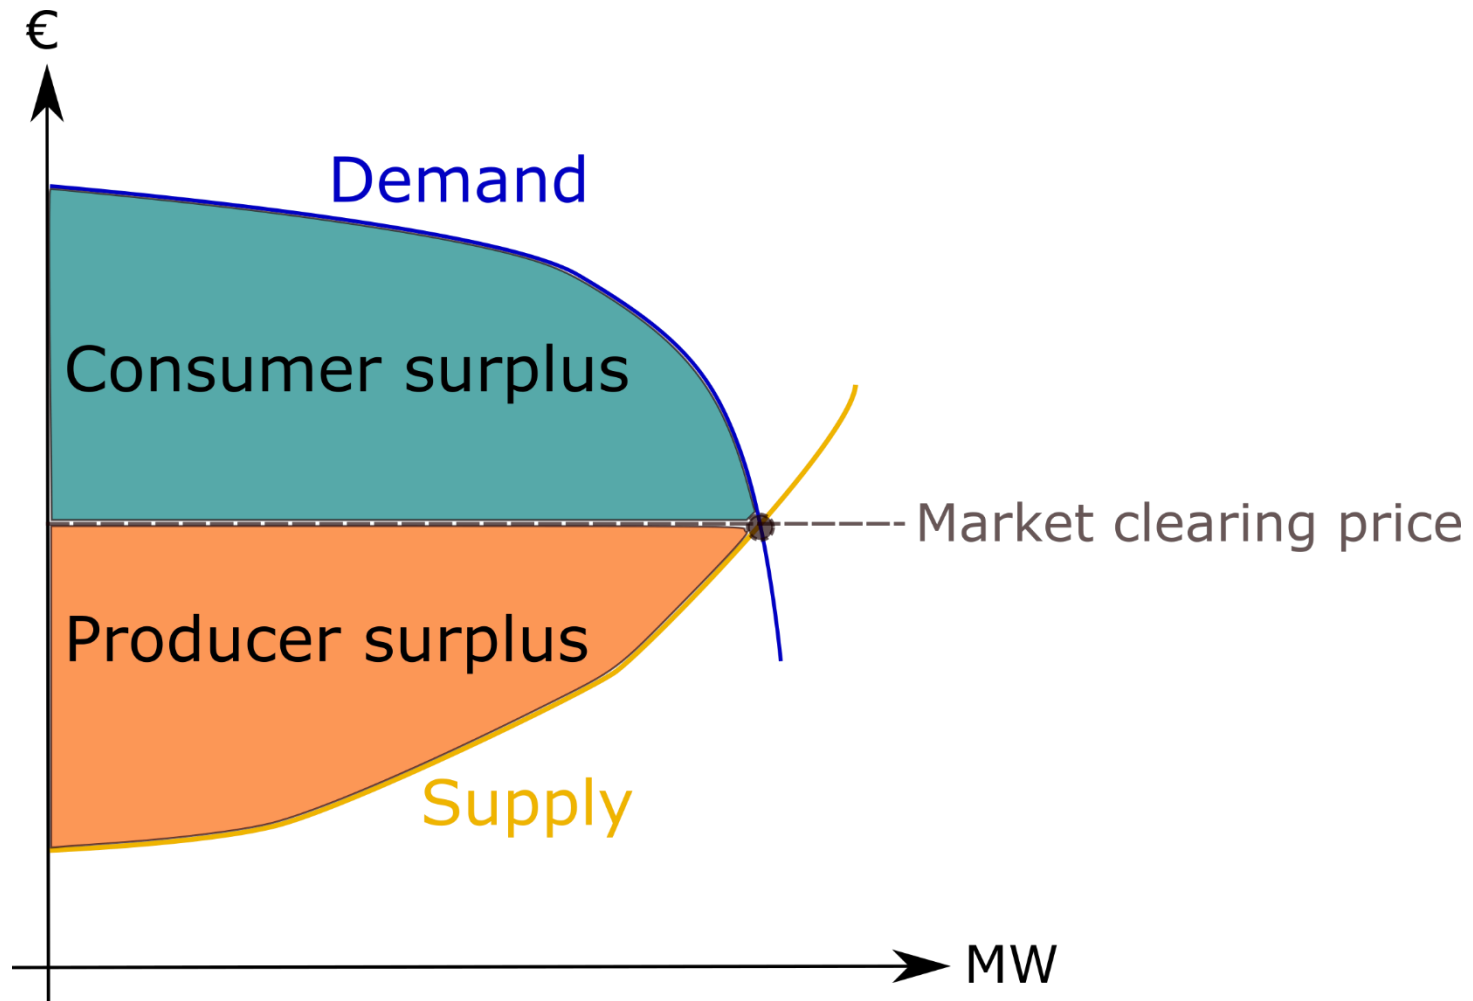 €
Demand
Consumer surplus
Market clearing price
Producer surplus
Supply
MW